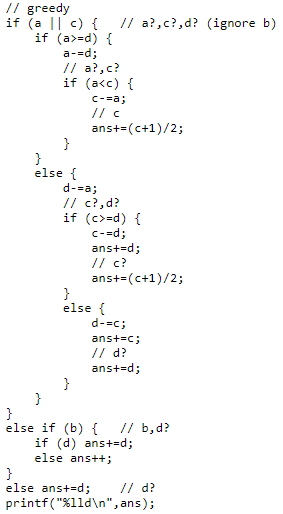 // greedy
if (a || c) {   // a?,c?,d? (ignore b)
    if (a>=d) {
        a-=d;
        // a?,c?
        if (a<c) {
            c-=a;
            // c
            ans+=(c+1)/2;
        }
    }
    else {
        d-=a;
        // c?,d?
        if (c>=d) {
            c-=d;
            ans+=d;
            // c?
            ans+=(c+1)/2;
        }
        else {
            d-=c;
            ans+=c;
            // d?
            ans+=d;
        }
    }
}
else if (b) {   // b,d?
    if (d) ans+=d;
    else ans++;
}
else ans+=d;    // d?
printf("%lld\n",ans);